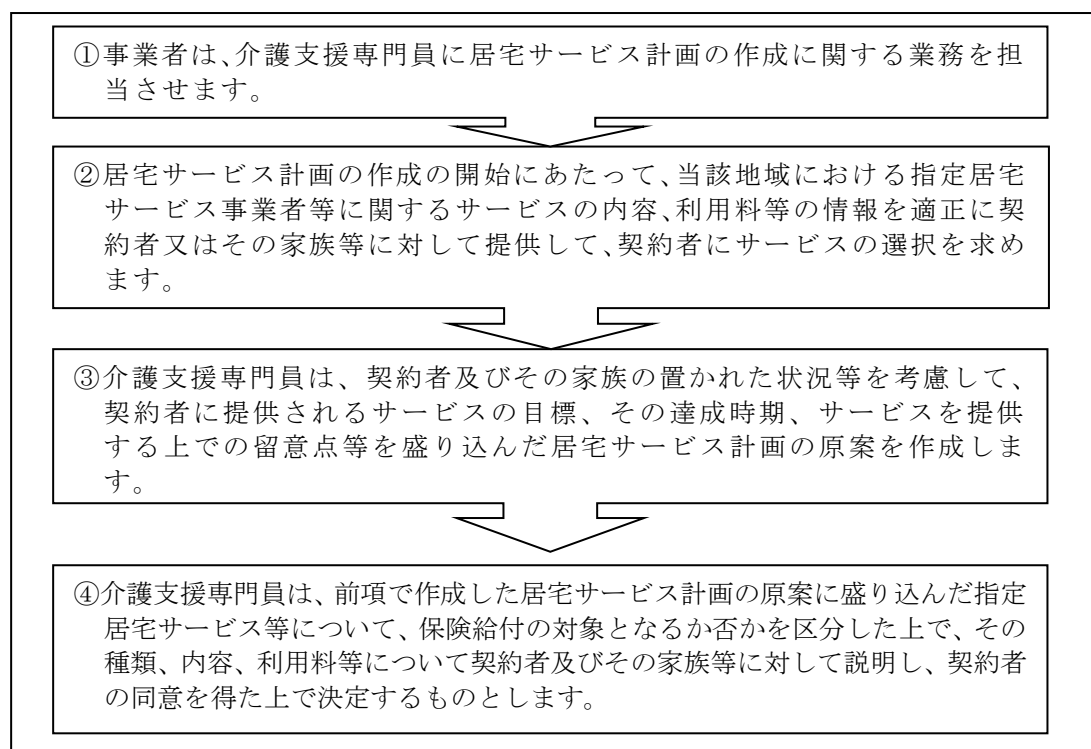 ①事業者は、介護支援専門員に居宅サービス計画の作成に関する業務を担
当させます。
②居宅サービス計画の作成の開始にあたって、当該地域における指定居宅
サービス事業者等に関するサービスの内容、利用料等の情報を適正に契
約者又はその家族等に対して提供して、契約者にサービスの選択を求め
ます。
③介護支援専門員は、契約者及びその家族の置かれた状況等を考慮して、
契約者に提供されるサービスの目標、その達成時期、サービスを提供
する上での留意点等を盛り込んだ居宅サービス計画の原案を作成しま
す。
④介護支援専門員は、前項で作成した居宅サービス計画の原案に盛り込んだ指定
居宅サービス等について、保険給付の対象となるか否かを区分した上で、その
種類、内容、利用料等について契約者及びその家族等に対して説明し、契約者
の同意を得た上で決定するものとします。